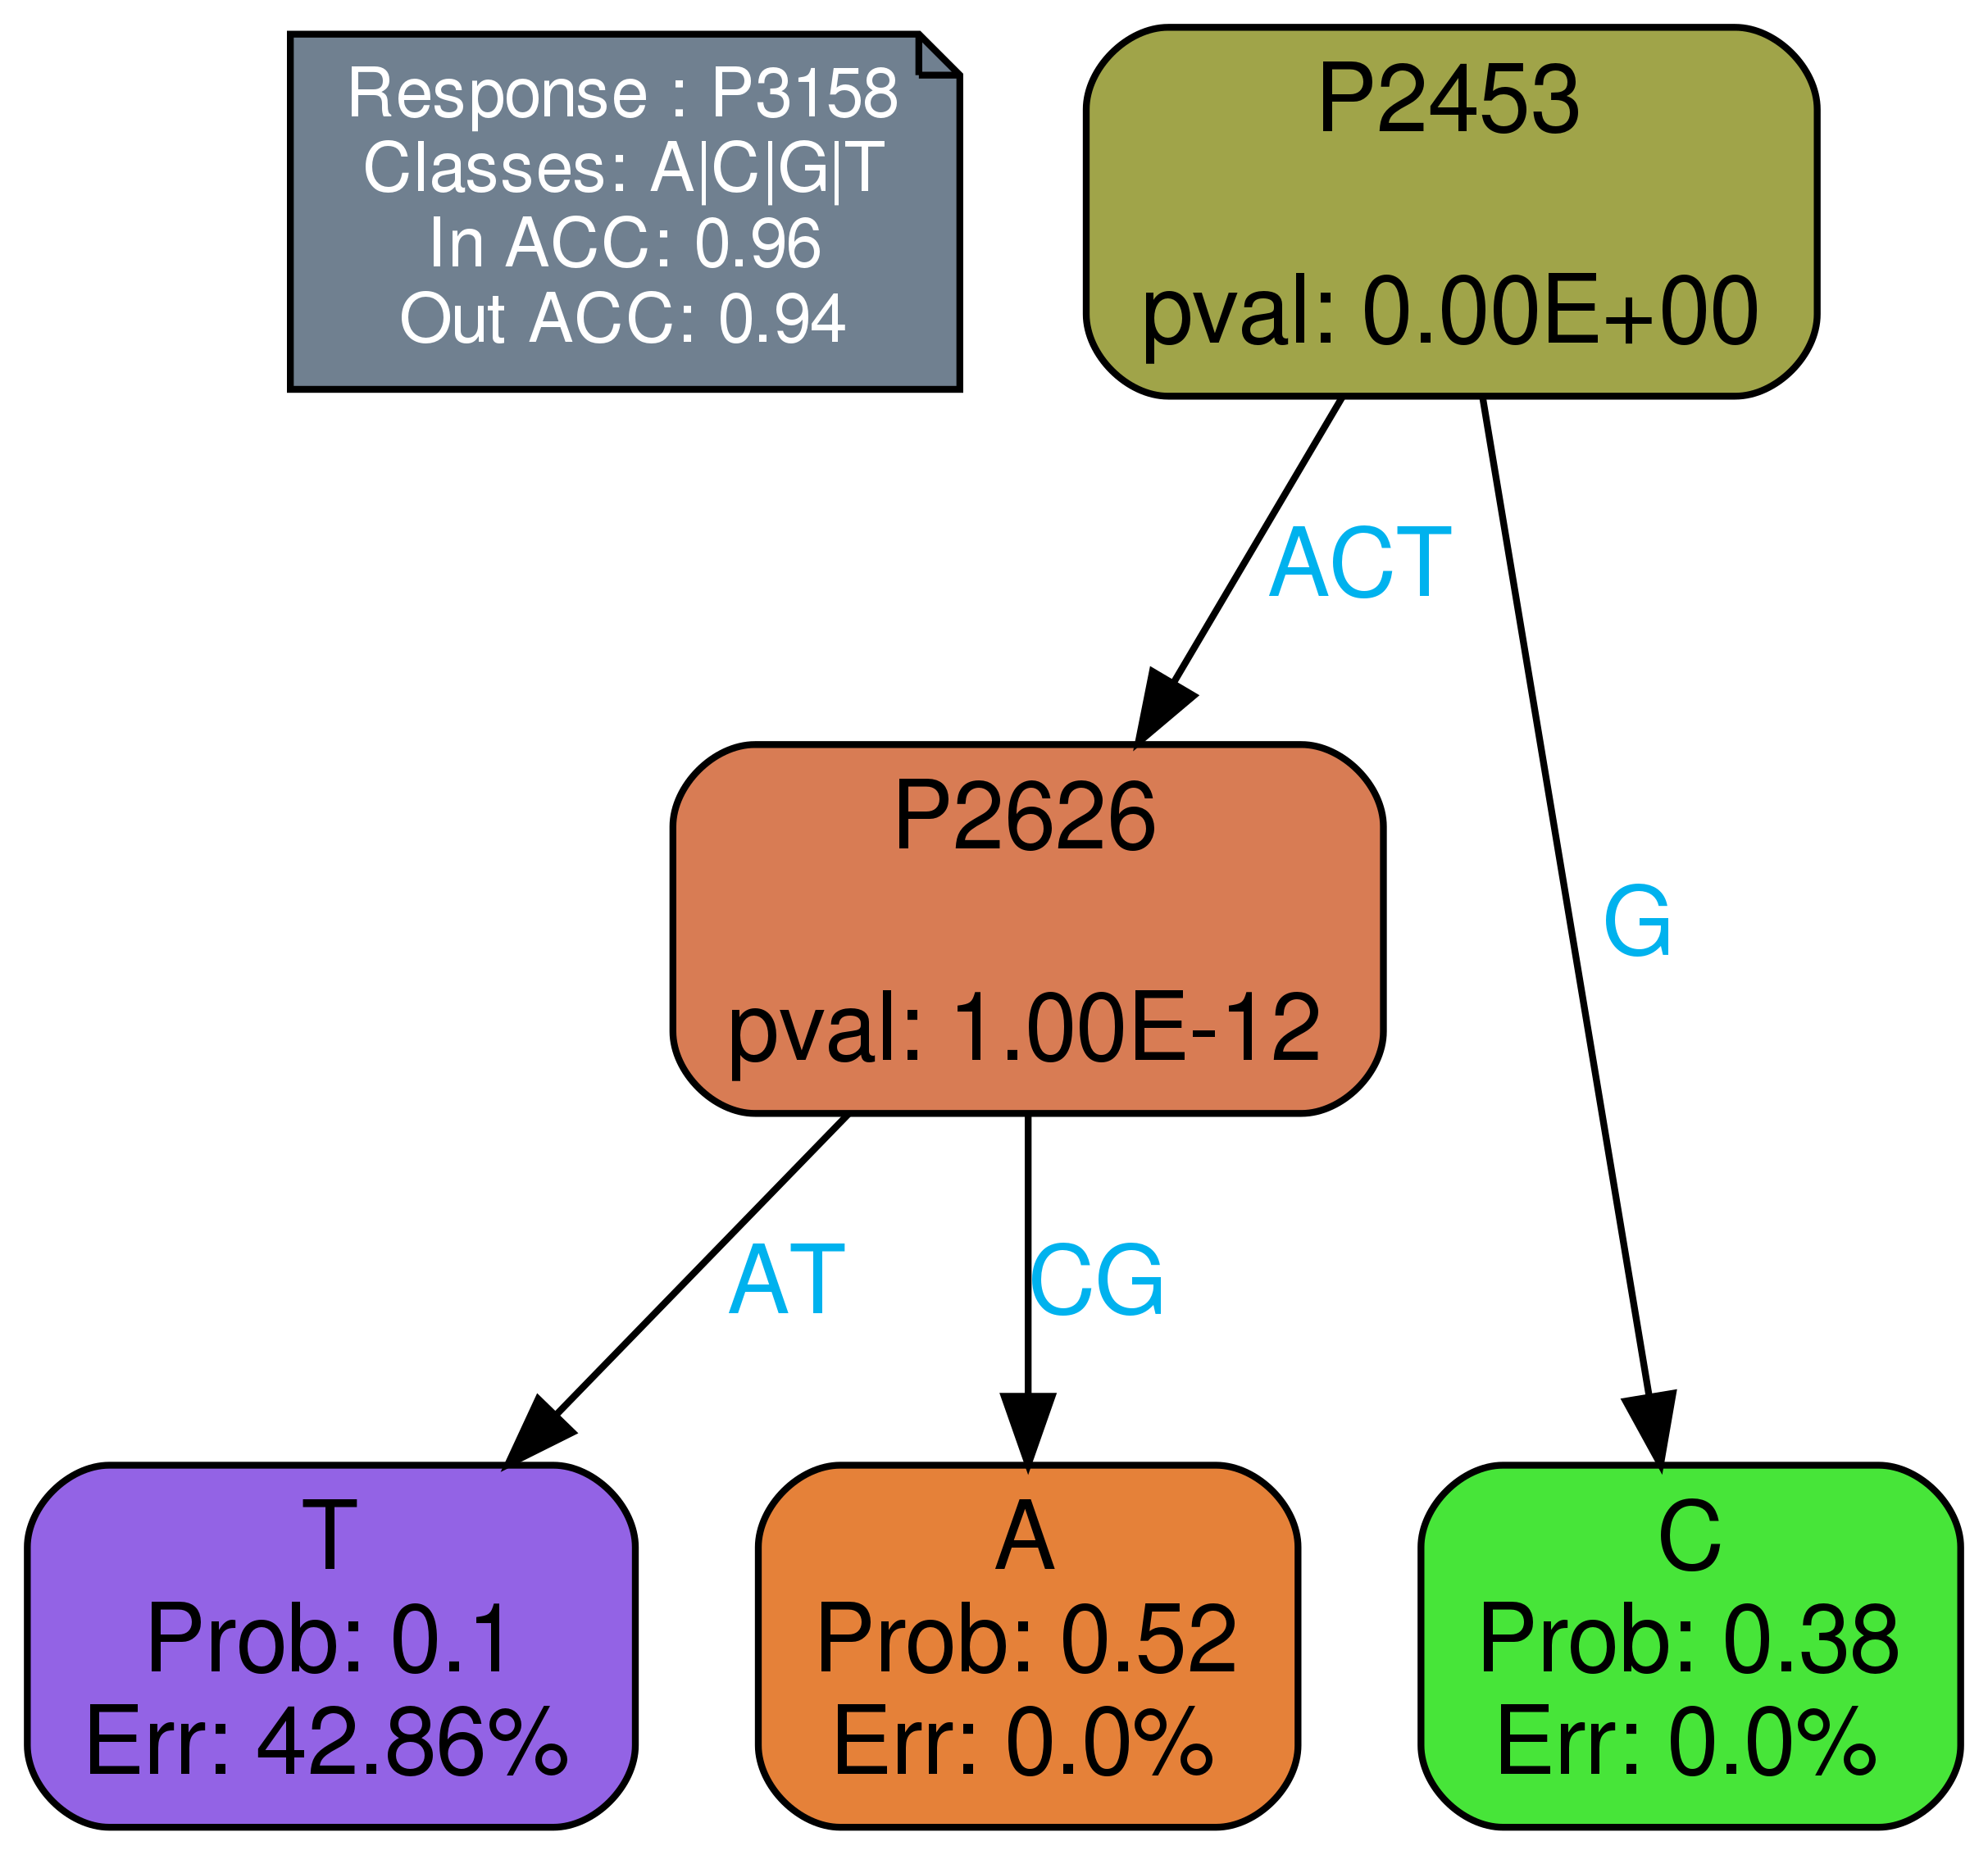 Response : P3158
Classes: A|C|G|T
In ACC: 0.96
Out ACC: 0.94
P2453
pval: 0.00E+00
ACT
G
P2626
pval: 1.00E-12
AT
CG
T
Prob: 0.1
Err: 42.86%
A
Prob: 0.52
Err: 0.0%
C
Prob: 0.38
Err: 0.0%